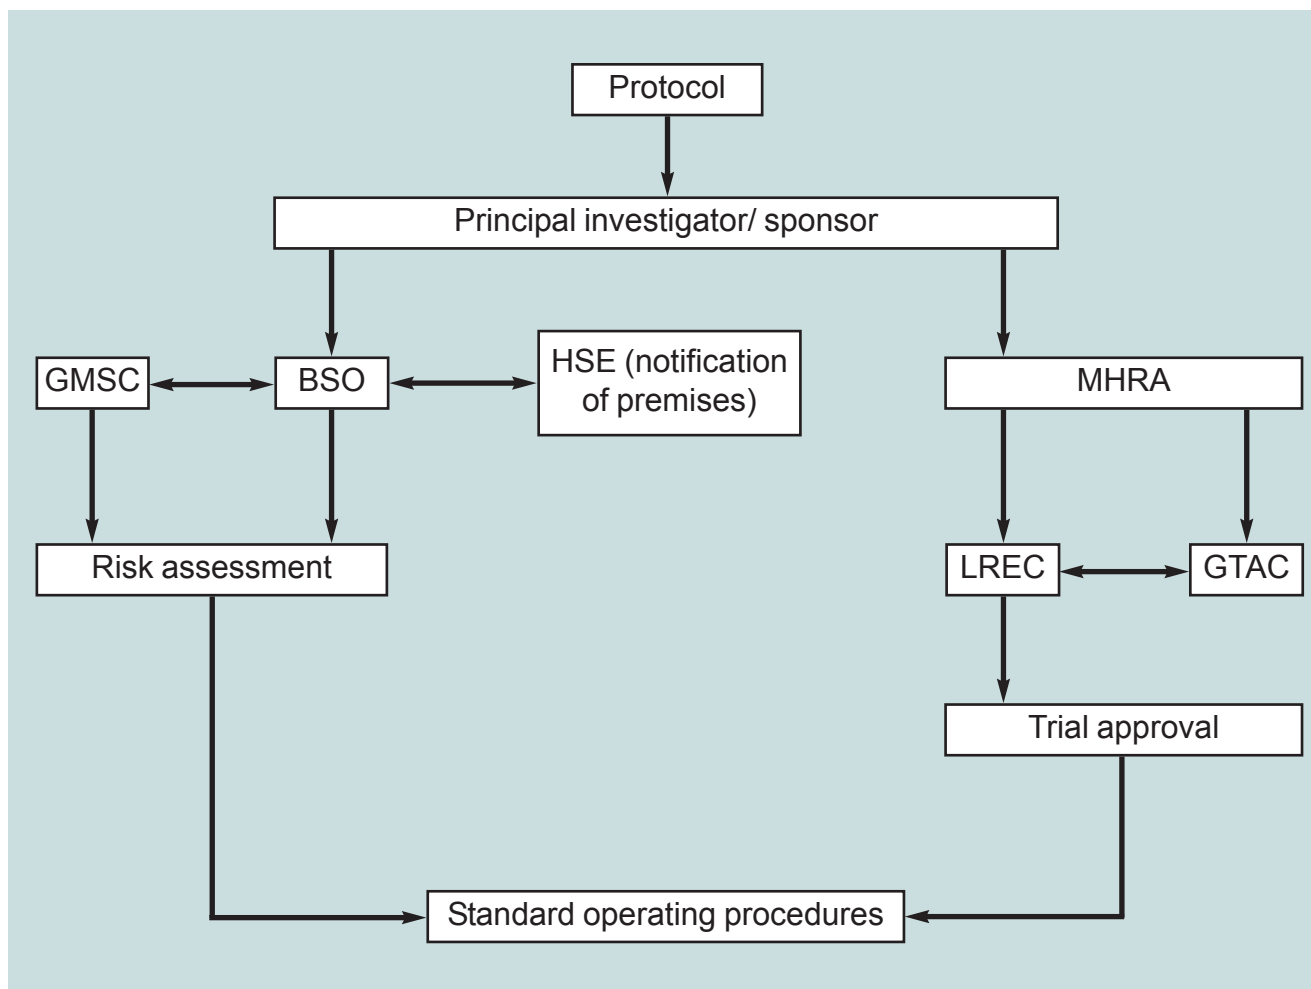 Protocol
Principal investigator/ sponsor
GMSC
BSO
HSE (notification
of premises)
MHRA
Risk assessment
LREC
GTAC
Trial approval
Standard operating procedures